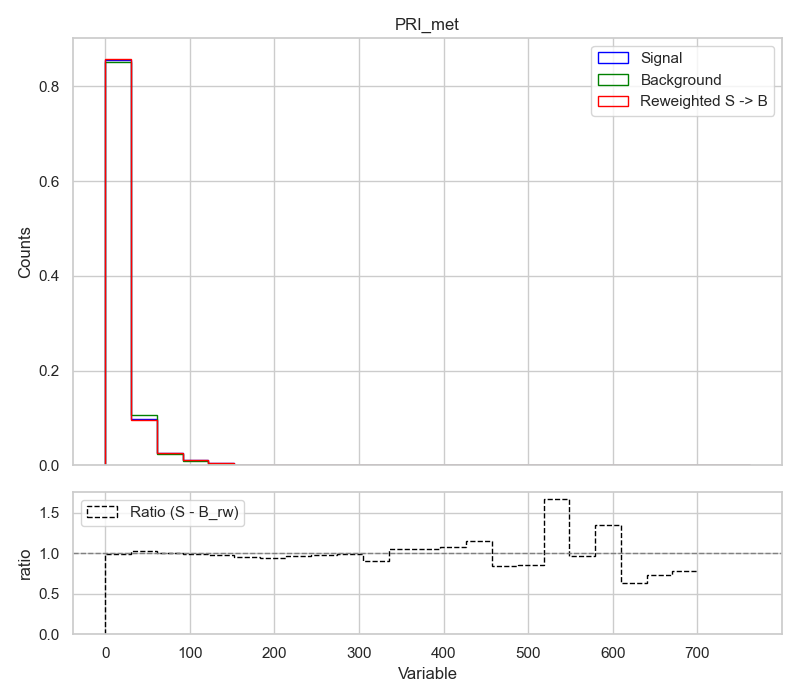 PRI_met
Signal
Background
Reweighted S -> B
Counts
0.8
0.6
0.4
0.2
0.0
Ratio (S - B_rw)
ratio
1.5
1.0
0.5
0.0
0 100 200 300 400 500 600 700
Variable